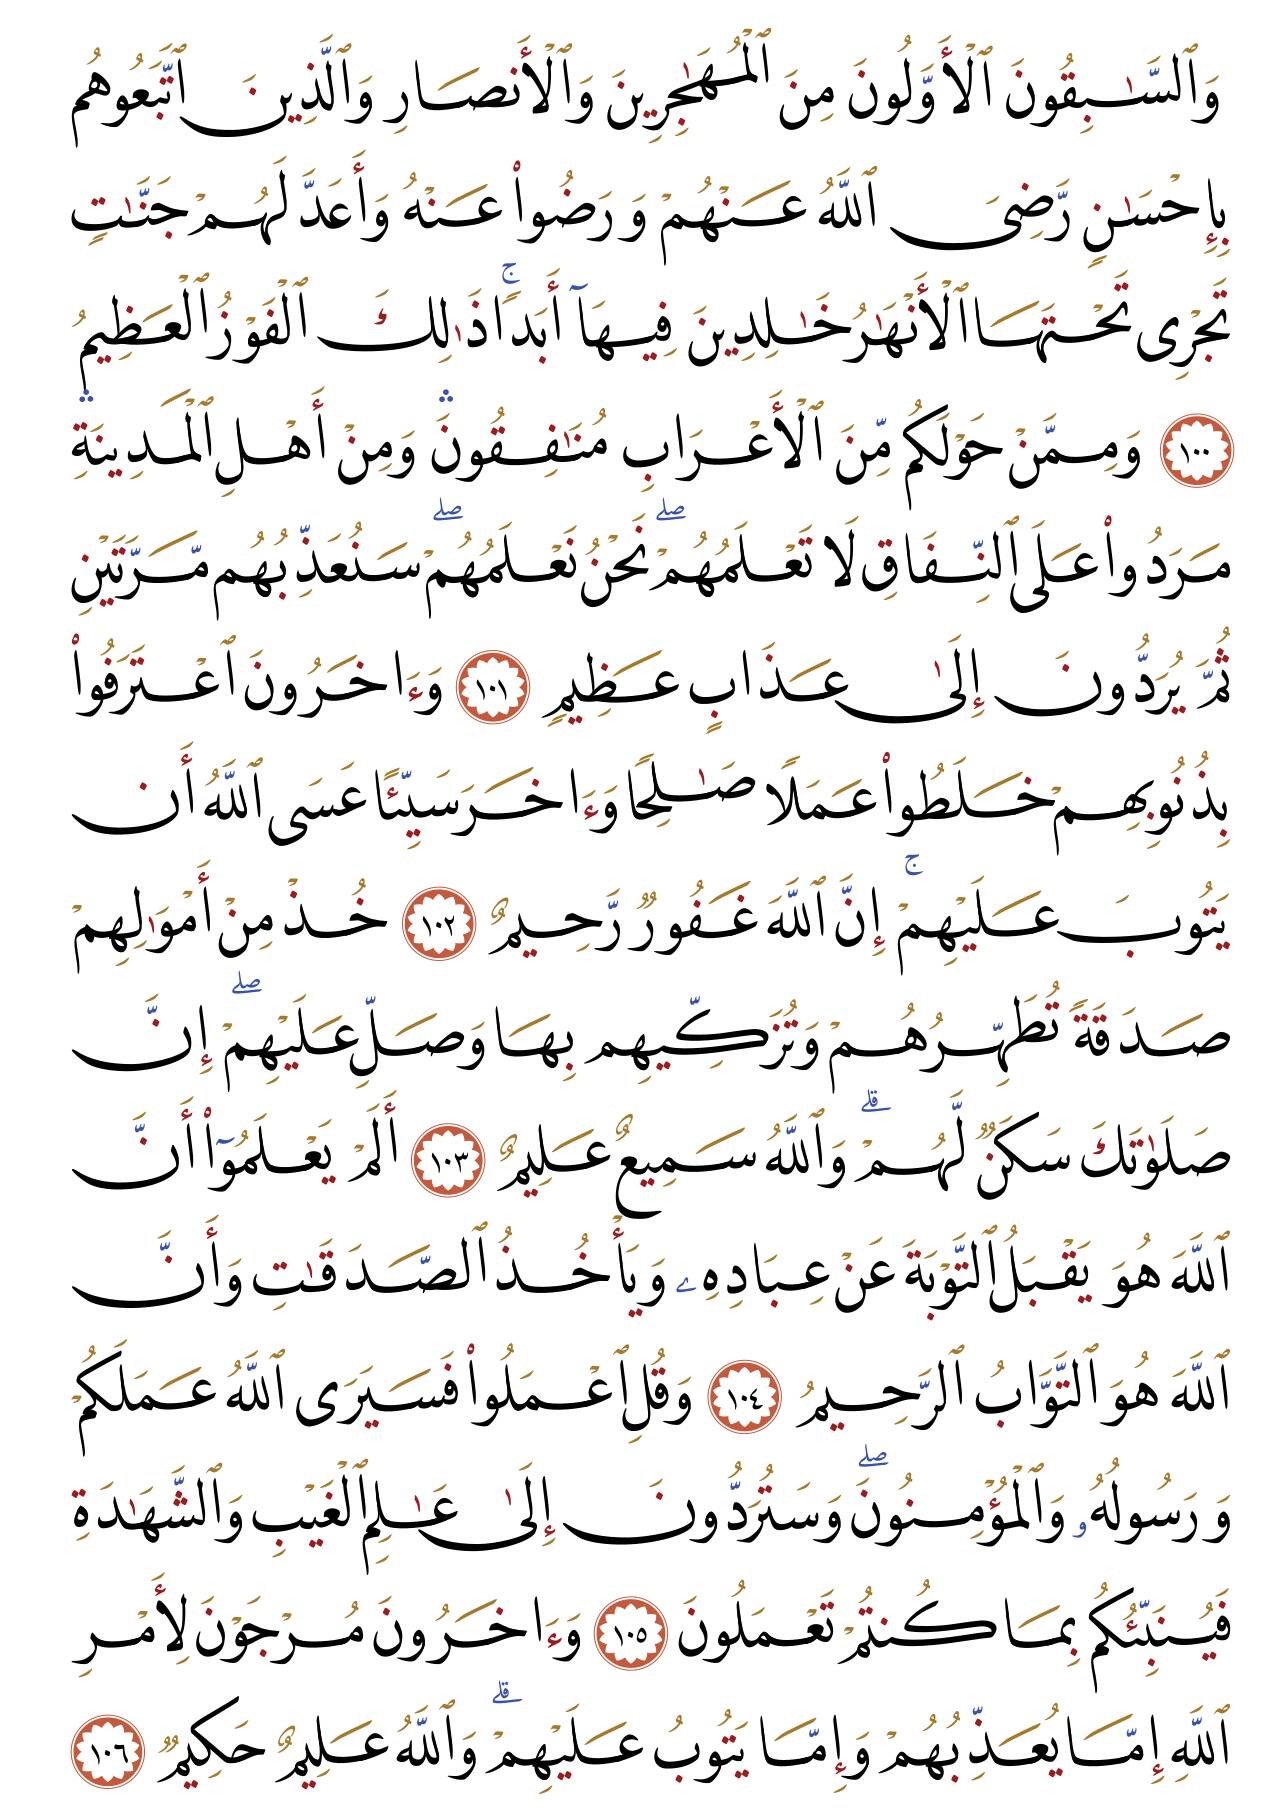 وَٱلسَّـٰبِقُونَ ٱلْأَوَّلُونَ مِنَ ٱلْمُهَـٰجِرِينَ وَٱلْأَنصَارِ وَٱلَّذِينَ ٱتَّبَعُوهُم
بِإِحْسَـٰنٍ رَّضِىَ ٱللَّهُ عَنْهُمْ وَرَضُوا۟ عَنْهُ وَأَعَدَّ لَهُمْ جَنَّـٰتٍ
تَجْرِى تَحْتَهَا ٱلْأَنْهَـٰرُ خَـٰلِدِينَ فِيهَآ أَبَدًا ۚ ذَٰلِكَ ٱلْفَوْزُ ٱلْعَظِيمُ
١٠٠ وَمِمَّنْ حَوْلَكُم مِّنَ ٱلْأَعْرَابِ مُنَـٰفِقُونَ ۛ وَمِنْ أَهْلِ ٱلْمَدِينَةِ ۛ
مَرَدُوا۟ عَلَى ٱلنِّفَاقِ لَا تَعْلَمُهُمْ ۖ نَحْنُ نَعْلَمُهُمْ ۖ سَنُعَذِّبُهُم مَّرَّتَيْنِ
ثُمَّ يُرَدُّونَ إِلَىٰ عَذَابٍ عَظِيمٍ ١٠١ وَءَاخَرُونَ ٱعْتَرَفُوا۟
بِذُنُوبِهِمْ خَلَطُوا۟ عَمَلًا صَـٰلِحًا وَءَاخَرَ سَيِّئًا عَسَى ٱللَّهُ أَن
يَتُوبَ عَلَيْهِمْ ۚ إِنَّ ٱللَّهَ غَفُورٌ رَّحِيمٌ ١٠٢ خُذْ مِنْ أَمْوَٰلِهِمْ
صَدَقَةً تُطَهِّرُهُمْ وَتُزَكِّيهِم بِهَا وَصَلِّ عَلَيْهِمْ ۖ إِنَّ
صَلَوٰتَكَ سَكَنٌ لَّهُمْ ۗ وَٱللَّهُ سَمِيعٌ عَلِيمٌ ١٠٣ أَلَمْ يَعْلَمُوٓا۟ أَنَّ
ٱللَّهَ هُوَ يَقْبَلُ ٱلتَّوْبَةَ عَنْ عِبَادِهِۦ وَيَأْخُذُ ٱلصَّدَقَـٰتِ وَأَنَّ
ٱللَّهَ هُوَ ٱلتَّوَّابُ ٱلرَّحِيمُ ١٠٤ وَقُلِ ٱعْمَلُوا۟ فَسَيَرَى ٱللَّهُ عَمَلَكُمْ
وَرَسُولُهُۥ وَٱلْمُؤْمِنُونَ ۖ وَسَتُرَدُّونَ إِلَىٰ عَـٰلِمِ ٱلْغَيْبِ وَٱلشَّهَـٰدَةِ
فَيُنَبِّئُكُم بِمَا كُنتُمْ تَعْمَلُونَ ١٠٥ وَءَاخَرُونَ مُرْجَوْنَ لِأَمْرِ
ٱللَّهِ إِمَّا يُعَذِّبُهُمْ وَإِمَّا يَتُوبُ عَلَيْهِمْ ۗ وَٱللَّهُ عَلِيمٌ حَكِيمٌ ١٠٦